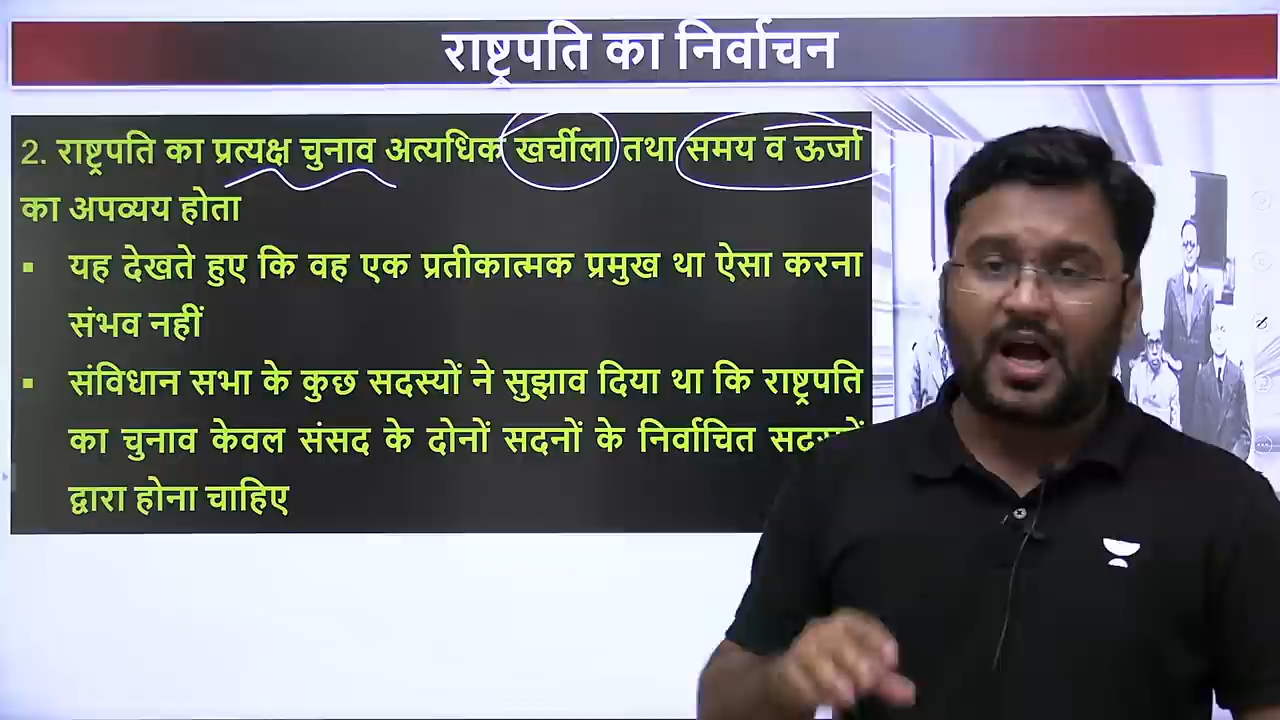 राष्ट्रपति का निर्वाचन
2. राष्ट्रपति का प्रत्यक्ष चुनाव अत्यधिक खर्चीला तथा समय व ऊर्जा
का अपव्यय होता
▪ यह देखते हुए कि वह एक प्रतीकात्मक प्रमुख था ऐसा करना
संभव नहीं
▪ संविधान सभा के कुछ सदस्यों ने सुझाव दिया था कि राष्ट्रपति
का चुनाव केवल संसद के दोनों सदनों के निर्वाचित सदस्यों
द्वारा होना चाहिए